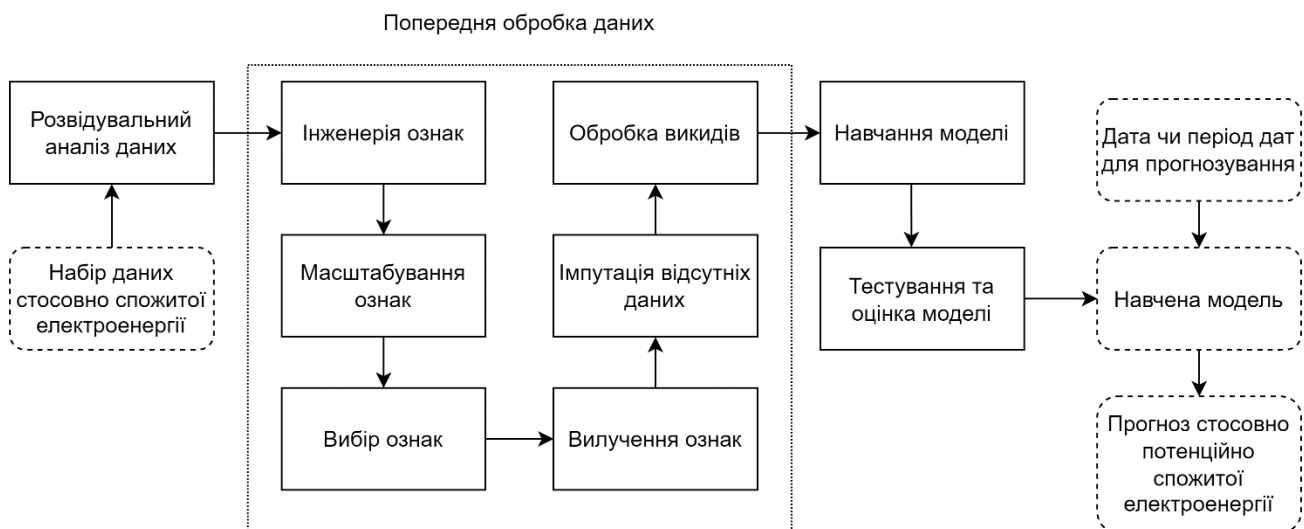 Попередня обробка даних
Розвідувальний
аналіз даних
Набір даних
стосовно спожитої
електроенергії
Інженерія ознак
Масштабування
ознак
Вибір ознак
Вилучення ознак
Імпутація відсутніх
даних
Обробка викидів
Навчання моделі
Тестування та
оцінка моделі
Дата чи період дат
для прогнозування
Навчена модель
Прогноз стосовно
потенційно
спожитої
електроенергії